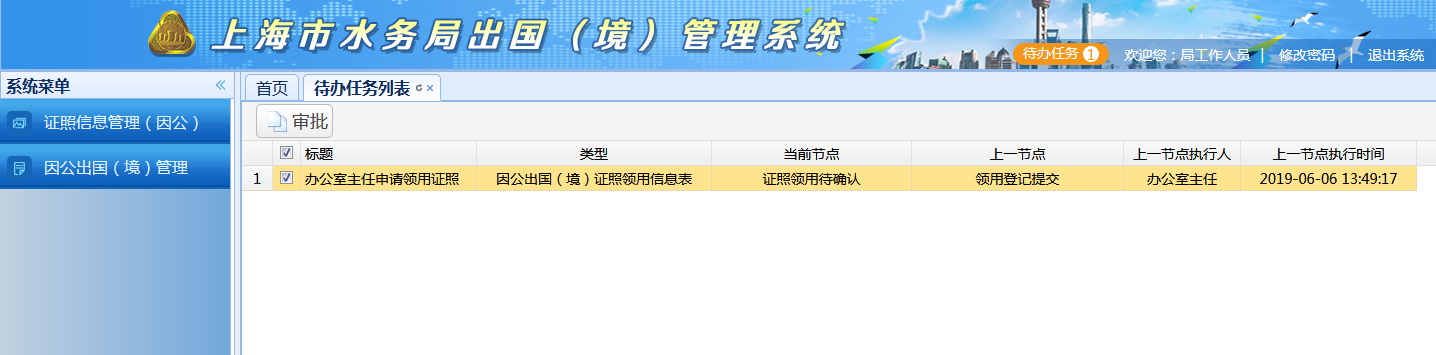 上海市水务局出国（境）管理系统
待办任务 1 欢迎您：局工作人员 | 修改密码 | 退出系统
系统菜单
首页 待办任务列表
证照信息管理（因公）
因公出国（境）管理
审批
标题 类型 当前节点 上一节点 上一节点执行人 上一节点执行时间
1 办公室主任申请领用证照 因公出国（境）证照领用信息表 证照领用待确认 领用登记提交 办公室主任 2019-06-06 13:49:17